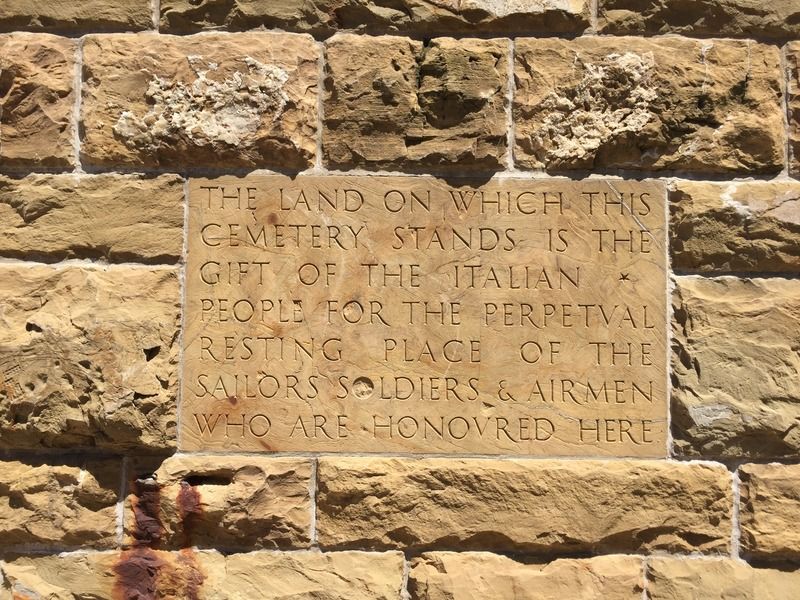 THE LAND ON WHICH THIS
CEMETERY STANDS IS THE
GIFT OF THE ITALIAN
PEOPLE FOR THE PERPETVAL
RESTING PLACE OF THE
SAILORS SOLDIERS & AIRMEN
WHO ARE HONOVRED HERE